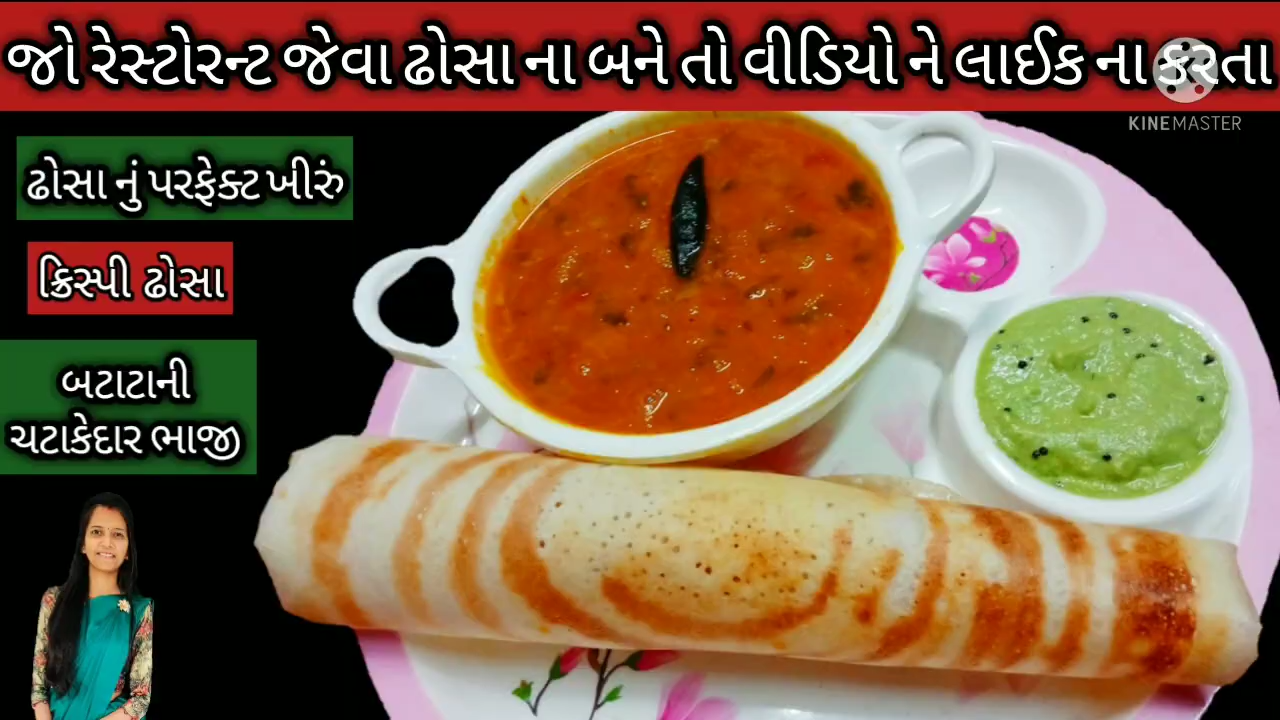 જો રેસ્ટોરન્ટ જેવા ઢોસા ના બને તો વીડિયો ને લાઈક ના કરતા
KINEMASTER
ઢોસા નું પરફેક્ટ ખીરું
ક્રિસ્પી ઢોસા
બટાટાની
ચટાકેદાર ભાજી